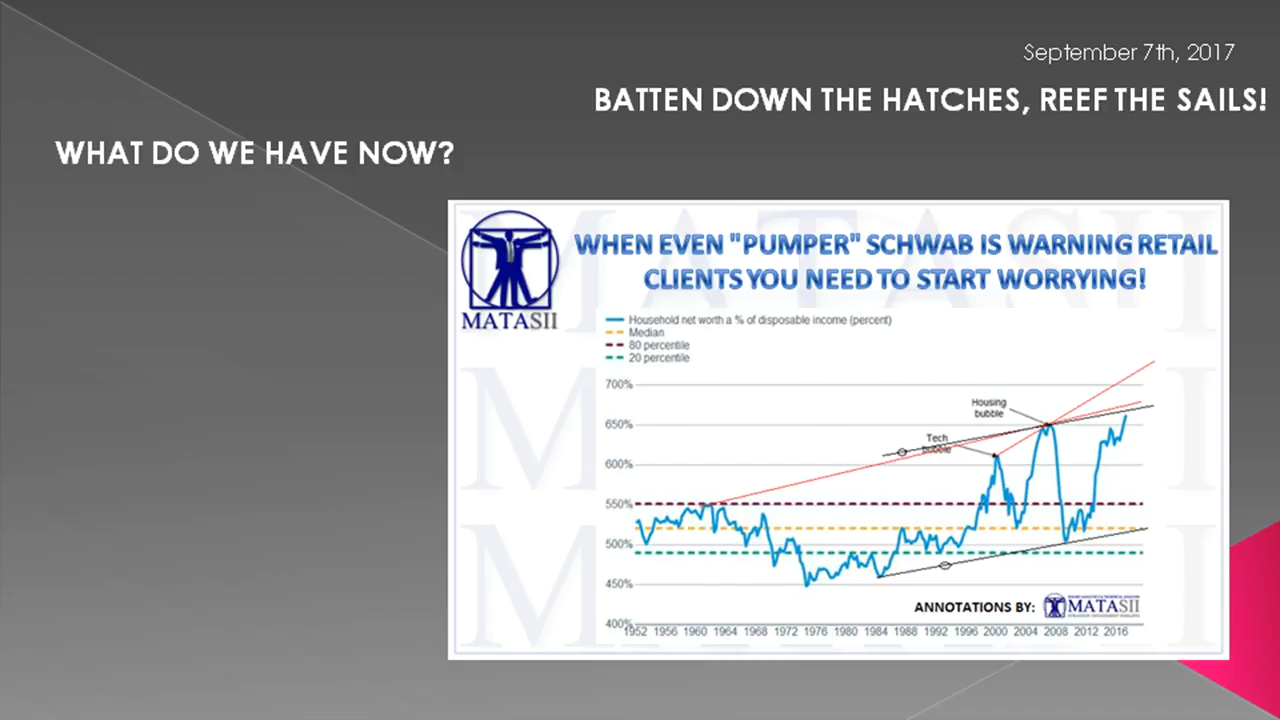 September 7th, 2017
BATTEN DOWN THE HATCHES, REEF THE SAILS!
WHAT DO WE HAVE NOW?
WHEN EVEN "PUMPER" SCHWAB IS WARNING RETAIL
CLIENTS YOU NEED TO START WORRYING!
MATASII
Household net worth a % of disposable income (percent)
Median
80 percentile
20 percentile
700%
650%
600%
550%
500%
450%
400%
Housing
bubble
Tech
bubble
ANNOTATIONS BY:
MATASII
1952 1956 1960 1964 1968 1972 1976 1980 1984 1988 1992 1996 2000 2004 2008 2012 2016